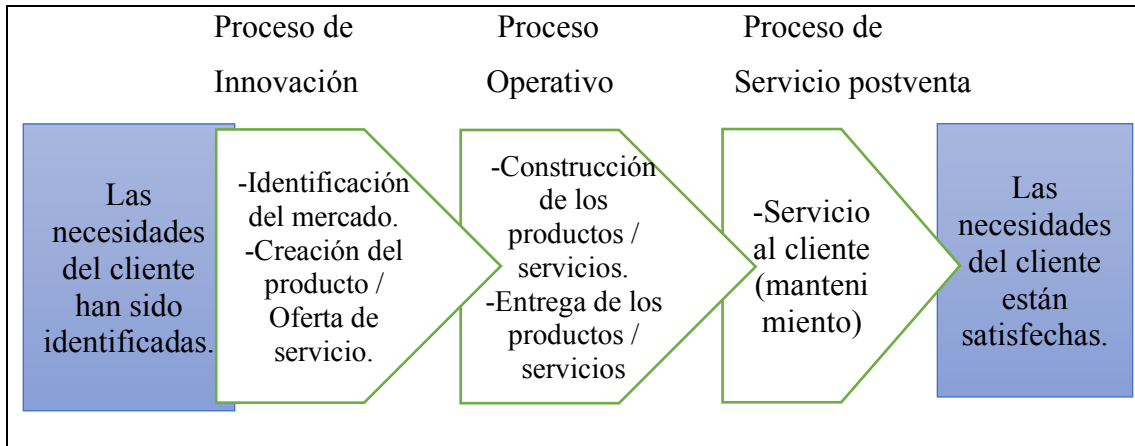 Proceso de
Innovación
Proceso
Operativo
Proceso de
Servicio postventa
Las
necesidades
del cliente
han sido
identificadas.
-Identificación
del mercado.
-Creación del
producto /
Oferta de
servicio.
-Construcción
de los
productos /
servicios.
-Entrega de los
productos /
servicios
-Servicio
al cliente
(manteni
miento)
Las
necesidades
del cliente
están
satisfechas.